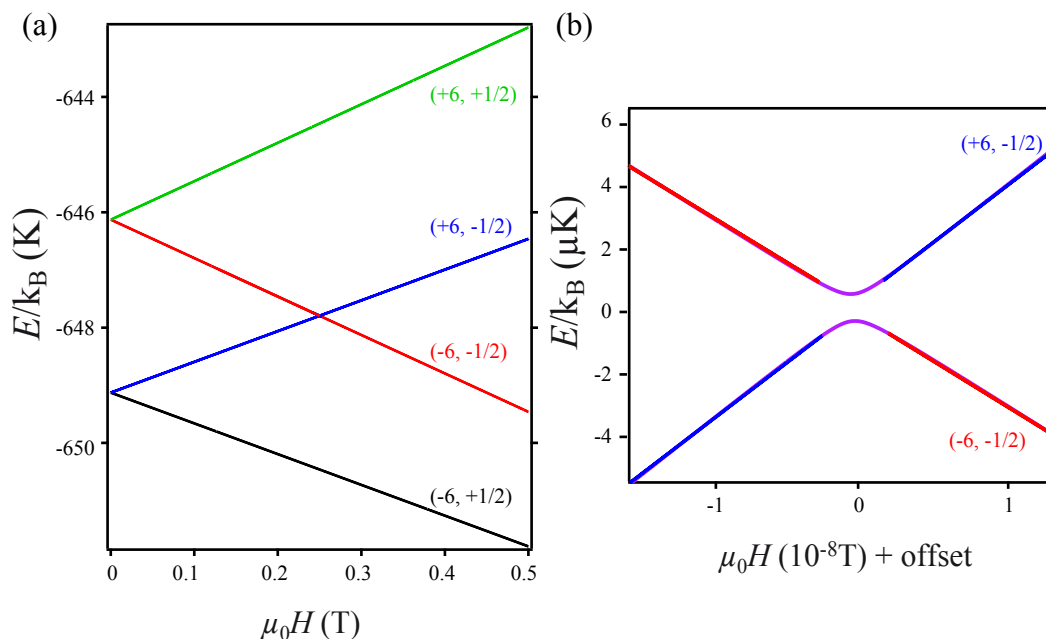 (a)
-644
-646
-648
-650
E/kB (K)
(+6, +1/2)
(+6, -1/2)
(-6, -1/2)
(-6, +1/2)
0 0.1 0.2 0.3 0.4 0.5
μ0H (T)
(b)
6
4
2
0
-2
-4
E/kB (μK)
(+6, -1/2)
(-6, -1/2)
-1 0 1
μ0H (10-8T) + offset